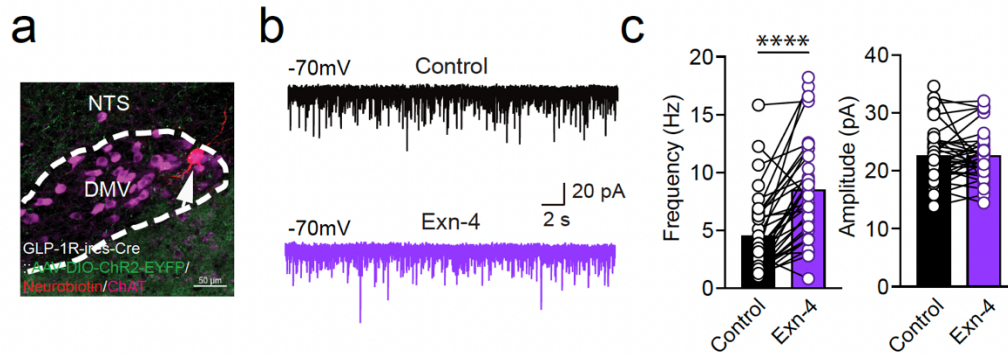 a
NTS
DMV
GLP-1R-ires-Cre
::AAV-DIO-ChR2-EYFP/
Neurobiotin/ChAT
50 µm
b
-70mV
Control
20 pA
2 s
-70mV
Exn-4
c
****
Frequency (Hz)
20
15
10
5
0
Control
Exn-4
Amplitude (pA)
40
30
20
10
0
Control
Exn-4